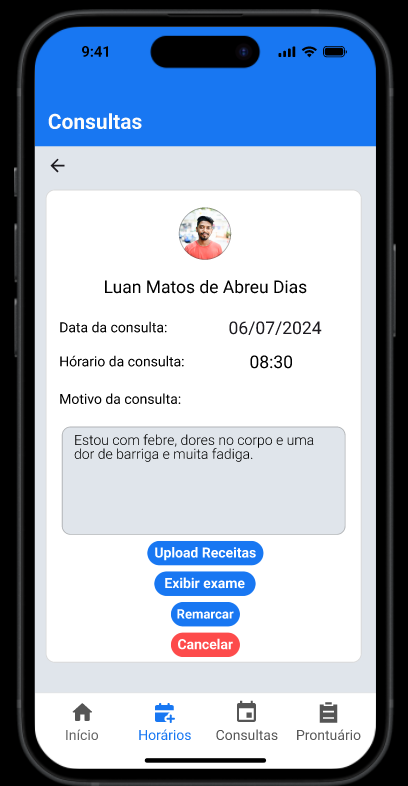 9:41
Consultas
Luan Matos de Abreu Dias
Data da consulta: 06/07/2024
Hórario da consulta: 08:30
Motivo da consulta:
Estou com febre, dores no corpo e uma
dor de barriga e muita fadiga.
Upload Receitas
Exibir exame
Remarcar
Cancelar
Início Horários Consultas Prontuário